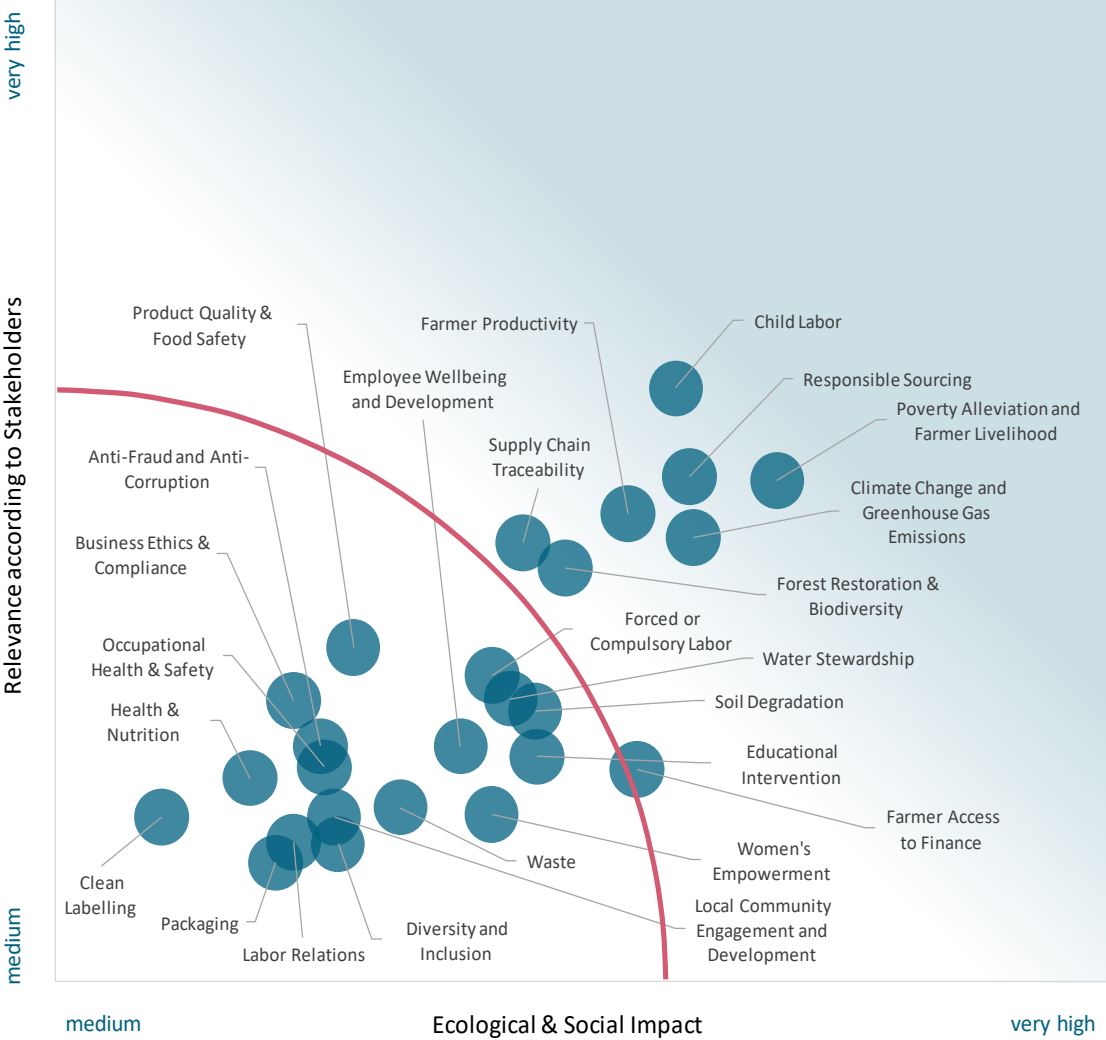 very high
Relevance according to Stakeholders
medium
Product Quality &
Food Safety
Farmer Productivity
Child Labor
Employee Wellbeing
and Development
Responsible Sourcing
Poverty Alleviation and
Farmer Livelihood
Supply Chain
Traceability
Anti-Fraud and Anti-
Corruption
Climate Change and
Greenhouse Gas
Emissions
Business Ethics &
Compliance
Forest Restoration &
Biodiversity
Forced or
Compulsory Labor
Occupational
Health & Safety
Water Stewardship
Soil Degradation
Health &
Nutrition
Educational
Intervention
Farmer Access
to Finance
Women's
Empowerment
Waste
Clean
Labelling
Local Community
Engagement and
Development
Packaging
Diversity and
Inclusion
Labor Relations
medium
Ecological & Social Impact
very high